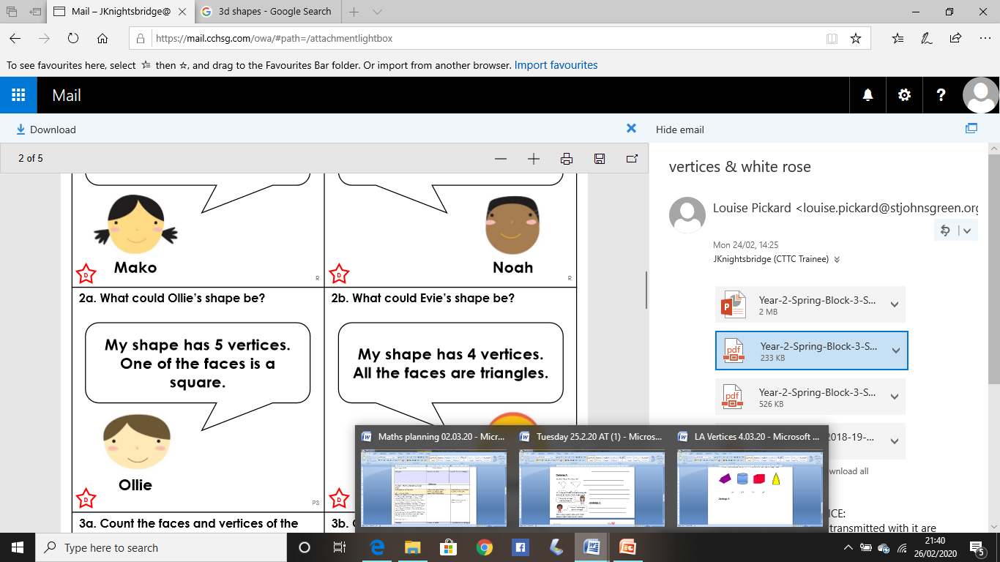 Mail – JKnightsbridge@
3d shapes - Google Search
https://mail.cchsg.com/owa/#path=/attachmentlightbox
To see favourites here, select then ☆, and drag to the Favourites Bar folder. Or import from another browser. Import favourites
Mail
?
Download
Hide email
2 of 5
vertices & white rose
Louise Pickard <louise.pickard@stjohnsgreen.org
Mon 24/02, 14:25
JKnightsbridge (CTTC Trainee)
Year-2-Spring-Block-3-S...
2 MB
Year-2-Spring-Block-3-S...
233 KB
Year-2-Spring-Block-3-S...
526 KB
2018-19-...
wnload all
ICE:
transmitted with it are
Mako
D
R
Noah
D
R
2a. What could Ollie's shape be?
My shape has 5 vertices.
One of the faces is a
square.
Ollie
D
PS
2b. What could Evie's shape be?
My shape has 4 vertices.
All the faces are triangles.
D
3a. Count the faces and vertices of the
3b.
Maths planning 02.03.20 - Micr...
Tuesday 25.2.20 AT (1) - Micros...
LA Vertices 4.03.20 - Microsoft ...
Type here to search
21:40
26/02/2020
5